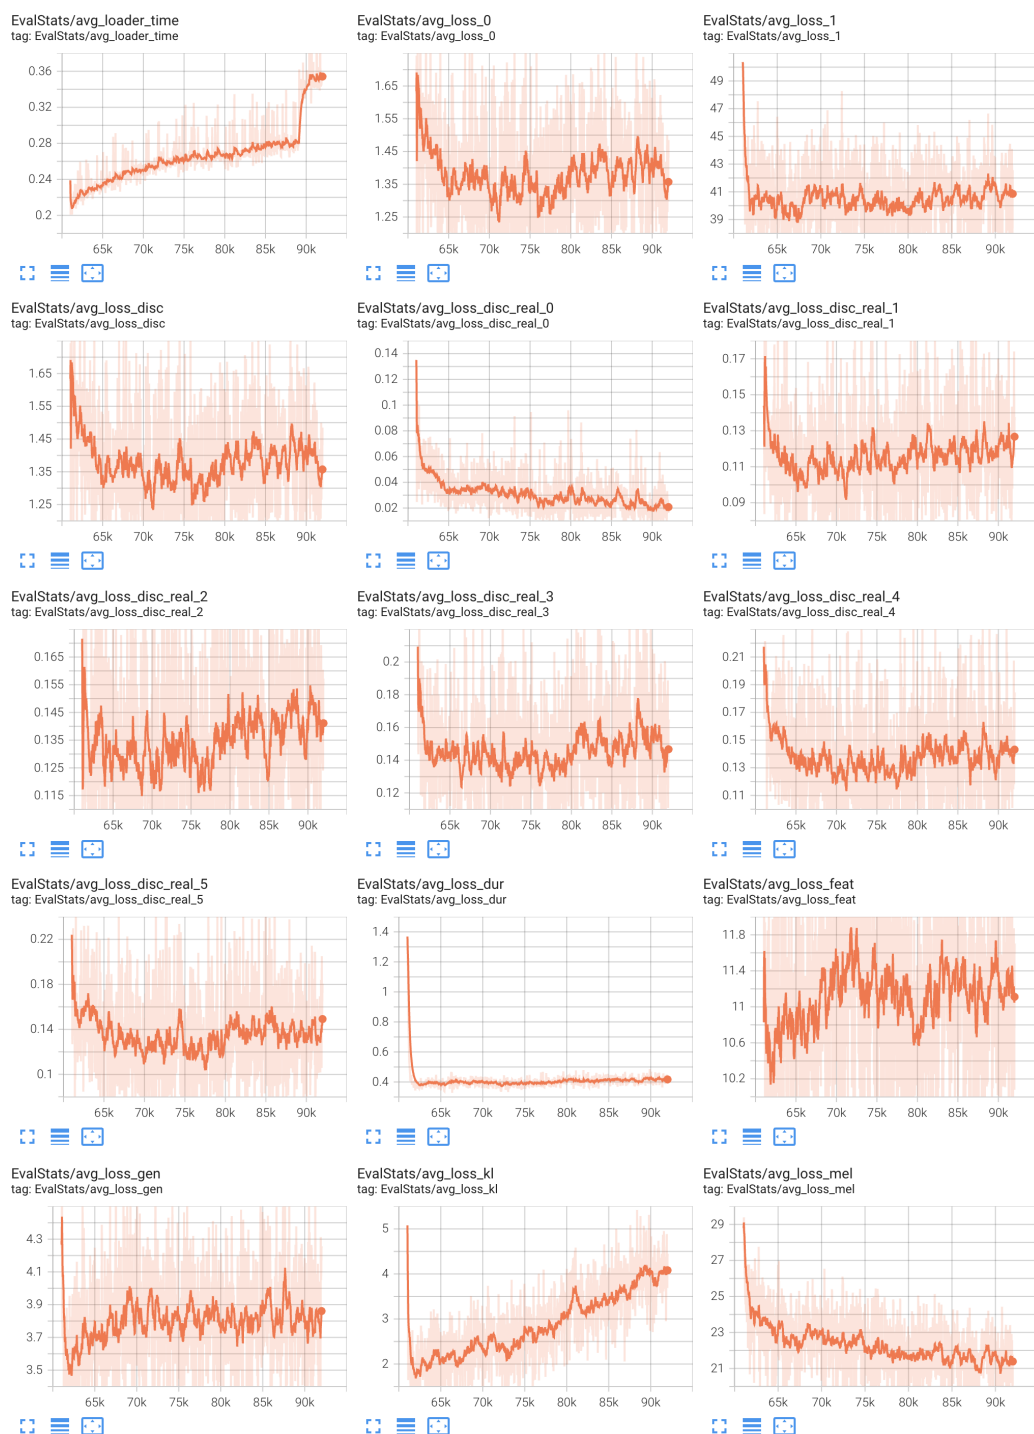 EvalStats/avg_loader_time
tag: EvalStats/avg_loader_time
0.36
0.32
0.28
0.24
0.2
65k 70k 75k 80k 85k 90k
EvalStats/avg_loss_0
tag: EvalStats/avg_loss_0
1.65
1.55
1.45
1.35
1.25
65k 70k 75k 80k 85k 90k
EvalStats/avg_loss_1
tag: EvalStats/avg_loss_1
49
47
45
43
41
39
65k 70k 75k 80k 85k 90k
EvalStats/avg_loss_disc
tag: EvalStats/avg_loss_disc
1.65
1.55
1.45
1.35
1.25
65k 70k 75k 80k 85k 90k
EvalStats/avg_loss_disc_real_0
tag: EvalStats/avg_loss_disc_real_0
0.14
0.12
0.1
0.08
0.06
0.04
0.02
65k 70k 75k 80k 85k 90k
EvalStats/avg_loss_disc_real_1
tag: EvalStats/avg_loss_disc_real_1
0.17
0.15
0.13
0.11
0.09
65k 70k 75k 80k 85k 90k
EvalStats/avg_loss_disc_real_2
tag: EvalStats/avg_loss_disc_real_2
0.165
0.155
0.145
0.135
0.125
0.115
65k 70k 75k 80k 85k 90k
EvalStats/avg_loss_disc_real_3
tag: EvalStats/avg_loss_disc_real_3
0.2
0.18
0.16
0.14
0.12
65k 70k 75k 80k 85k 90k
EvalStats/avg_loss_disc_real_4
tag: EvalStats/avg_loss_disc_real_4
0.21
0.19
0.17
0.15
0.13
0.11
65k 70k 75k 80k 85k 90k
EvalStats/avg_loss_disc_real_5
tag: EvalStats/avg_loss_disc_real_5
0.22
0.18
0.14
0.1
65k 70k 75k 80k 85k 90k
EvalStats/avg_loss_dur
tag: EvalStats/avg_loss_dur
1.4
1.2
1
0.8
0.6
0.4
65k 70k 75k 80k 85k 90k
EvalStats/avg_loss_feat
tag: EvalStats/avg_loss_feat
11.8
11.4
11
10.6
10.2
65k 70k 75k 80k 85k 90k
EvalStats/avg_loss_gen
tag: EvalStats/avg_loss_gen
4.3
4.1
3.9
3.7
3.5
65k 70k 75k 80k 85k 90k
EvalStats/avg_loss_kl
tag: EvalStats/avg_loss_kl
5
4
3
2
65k 70k 75k 80k 85k 90k
EvalStats/avg_loss_mel
tag: EvalStats/avg_loss_mel
29
27
25
23
21
65k 70k 75k 80k 85k 90k